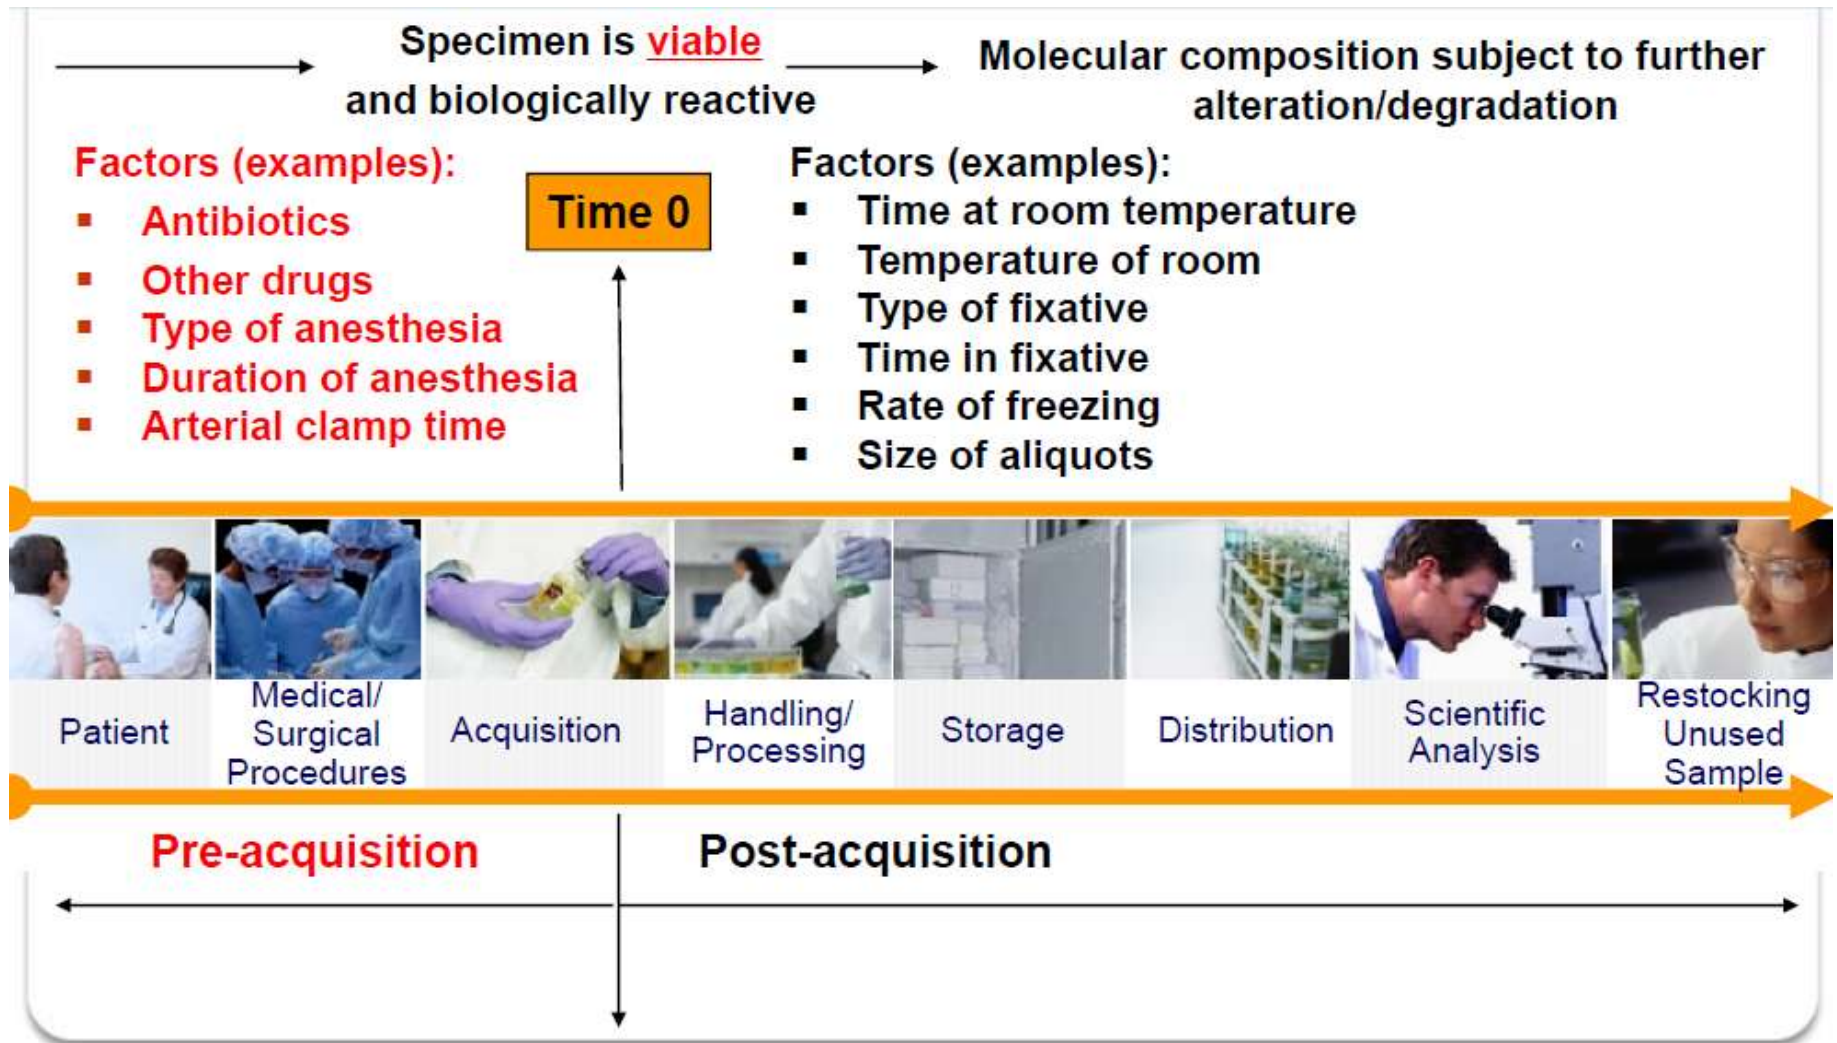 Specimen is viable
and biologically reactive
Molecular composition subject to further
alteration/degradation
Factors (examples):
▪ Antibiotics
▪ Other drugs
▪ Type of anesthesia
▪ Duration of anesthesia
▪ Arterial clamp time
Time 0
Factors (examples):
▪ Time at room temperature
▪ Temperature of room
▪ Type of fixative
▪ Time in fixative
▪ Rate of freezing
▪ Size of aliquots
Patient
Medical/
Surgical
Procedures
Acquisition
Handling/
Processing
Storage
Distribution
Scientific
Analysis
Restocking
Unused
Sample
Pre-acquisition
Post-acquisition